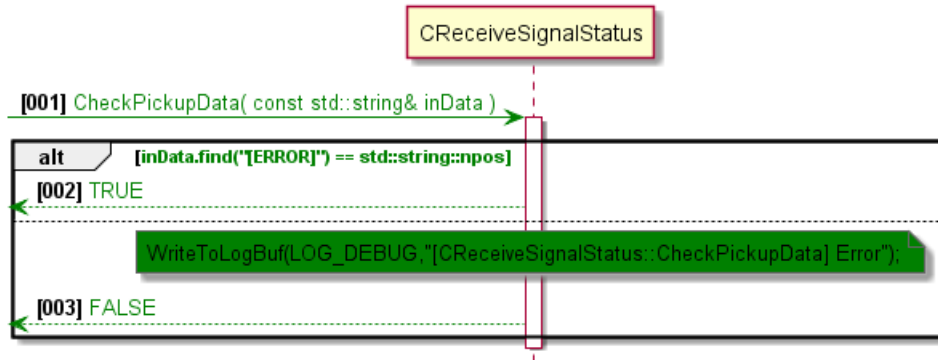 CReceiveSignalStatus
[001] CheckPickupData( const std::string& inData )
alt [inData.find("[ERROR]") == std::string::npos]
[002] TRUE
WriteToLogBuf(LOG_DEBUG,"[CReceiveSignalStatus::CheckPickupData] Error");
[003] FALSE